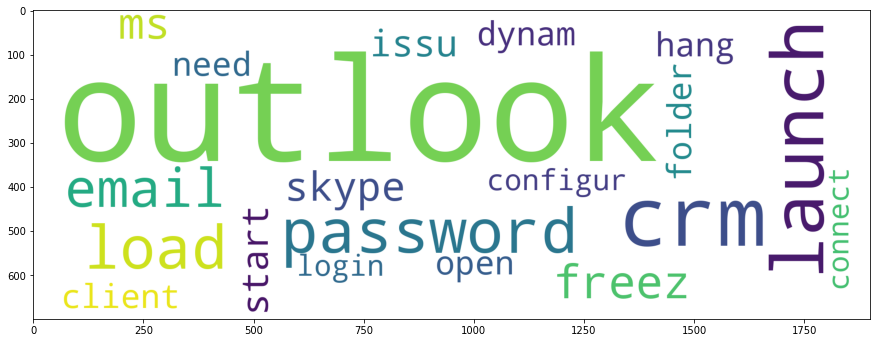 0
100
200
300
400
500
600
0
250
500
750
1000
1250
1500
1750
ms
need
issu
dynam
hang
launch
outlook
folder
email
skype
configur
connect
load
start
password
crm
login
open
freez
client